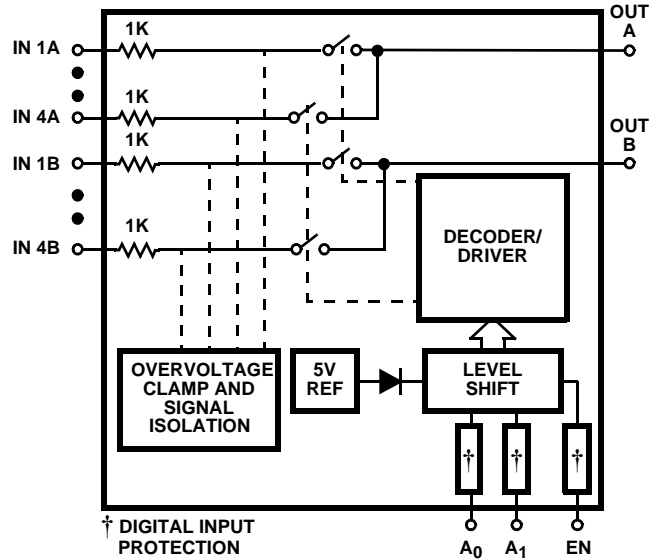 OUT
A
1K
IN 1A
1K
IN 4A
1K
OUT
B
IN 1B
1K
IN 4B
DECODER/
DRIVER
OVERVOLTAGE
CLAMP AND
SIGNAL
ISOLATION
5V
REF
LEVEL
SHIFT
†
†
†
† DIGITAL INPUT
PROTECTION
A0
A1
EN